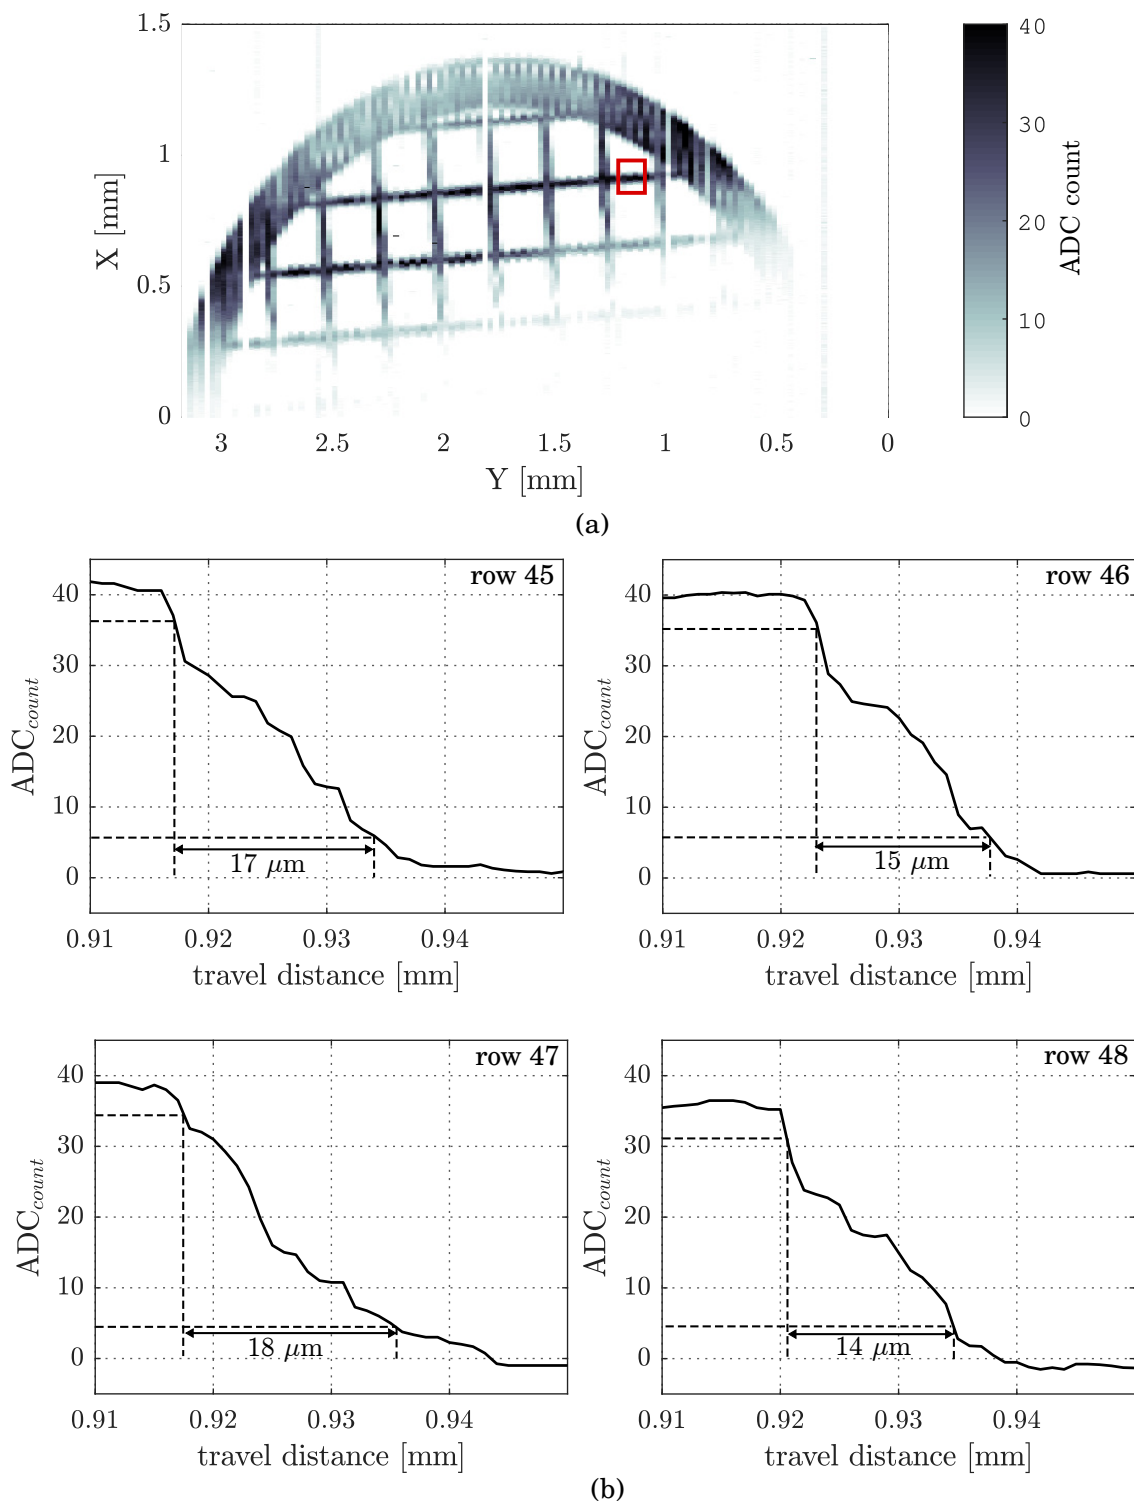 1.5
1
0.5
0
X [mm]
3 2.5 2 1.5 1 0.5 0
Y [mm]
40
30
20
10
0
ADC count
(a)
row 45
40
30
20
10
0
ADC_count
17 μm
0.91 0.92 0.93 0.94
travel distance [mm]
row 46
40
30
20
10
0
ADC_count
15 μm
0.91 0.92 0.93 0.94
travel distance [mm]
row 47
40
30
20
10
0
ADC_count
18 μm
0.91 0.92 0.93 0.94
travel distance [mm]
row 48
40
30
20
10
0
ADC_count
14 μm
0.91 0.92 0.93 0.94
travel distance [mm]
(b)